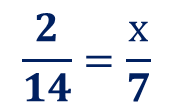 2/14 = x/7